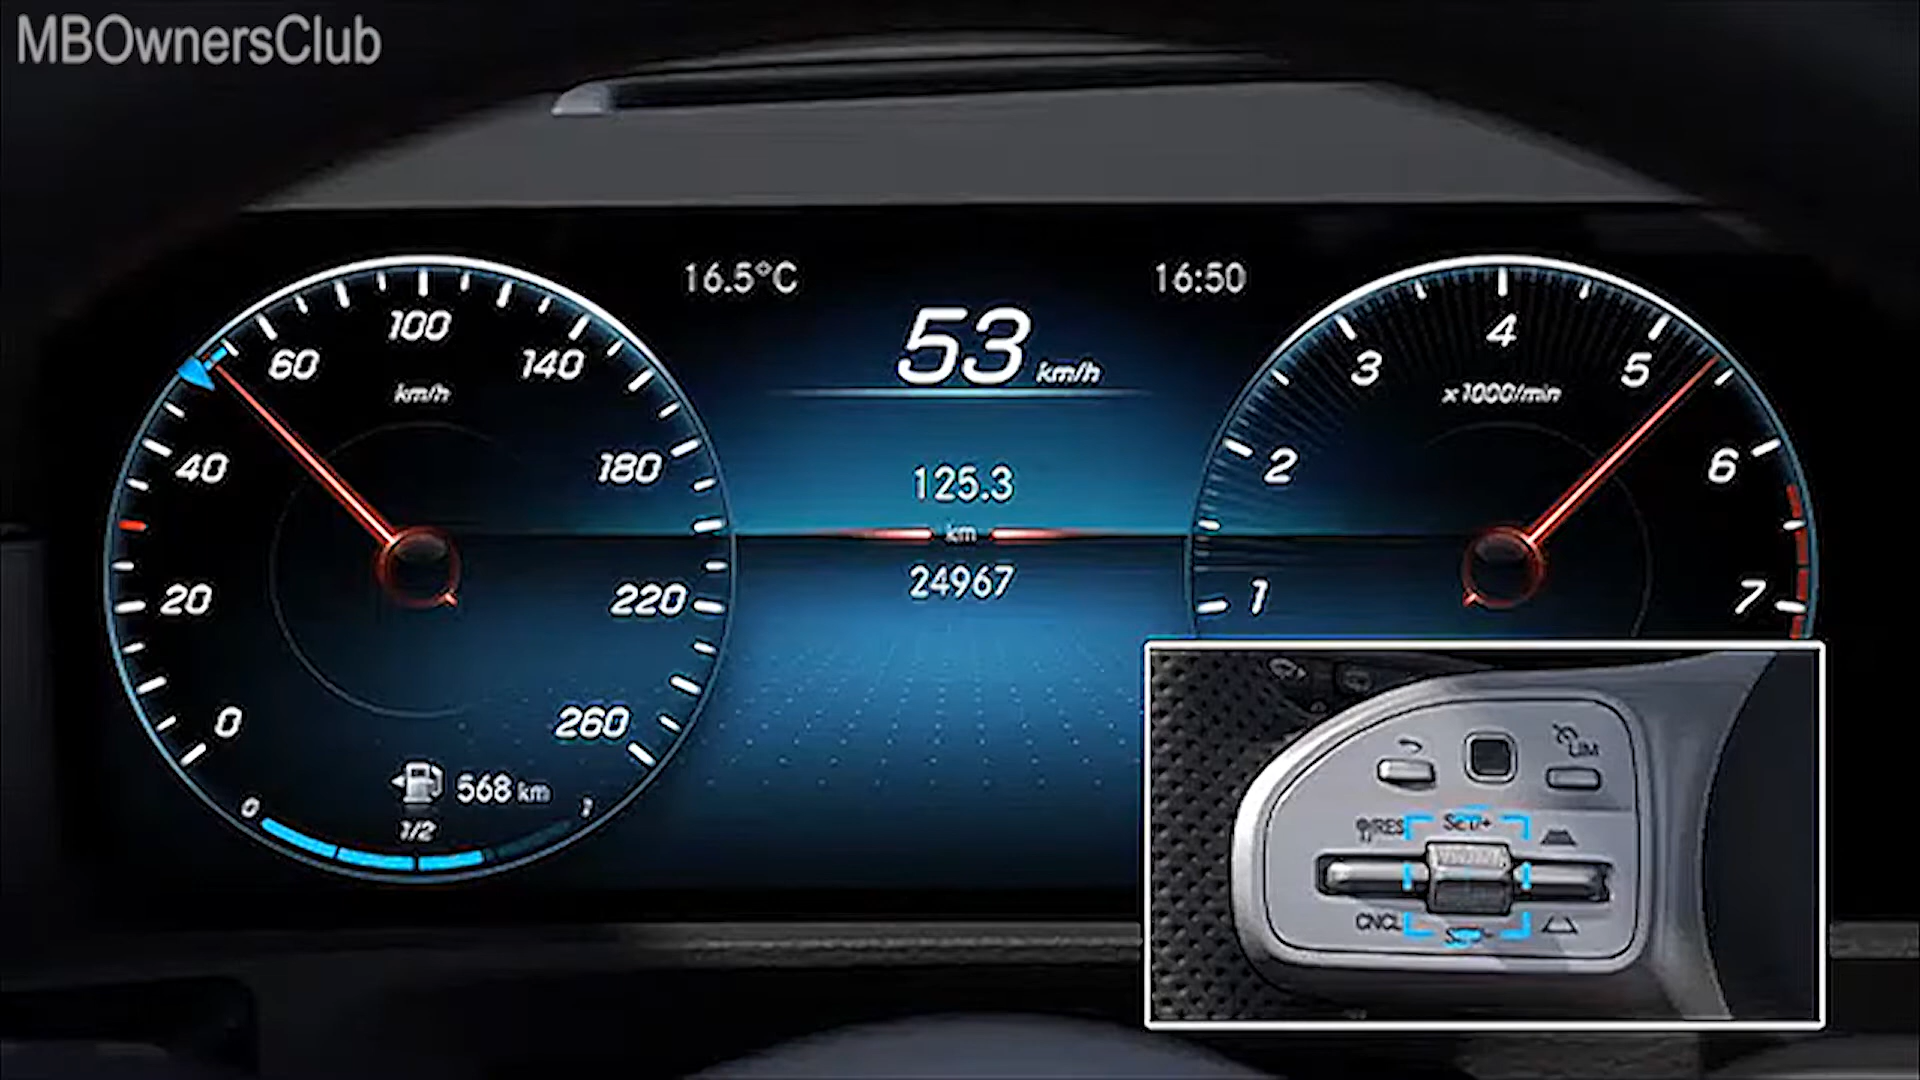 MBOwnersClub
16.5°C
16:50
53 km/h
100
60
140
km/h
40
180
20
220
0
260
568 km
0
1
1/2
125.3
km
24967
4
3
5
x1000/min
2
6
1
7
LIM
RES
SET+
CNCL
SET-